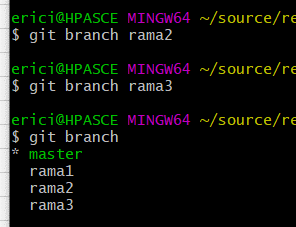 erici@HPASCE MINGW64 ~/source/re
$ git branch rama2
erici@HPASCE MINGW64 ~/source/re
$ git branch rama3
erici@HPASCE MINGW64 ~/source/re
$ git branch
* master
rama1
rama2
rama3